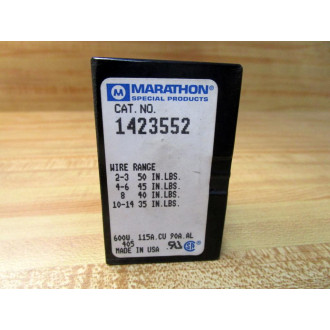 MARATHON®
SPECIAL PRODUCTS
CAT. NO.
1423552
WIRE RANGE
2-3 50 IN.LBS.
4-6 45 IN.LBS.
8 40 IN.LBS.
10-14 35 IN.LBS.
600V. 115A.CU 90A.AL
405
MADE IN USA